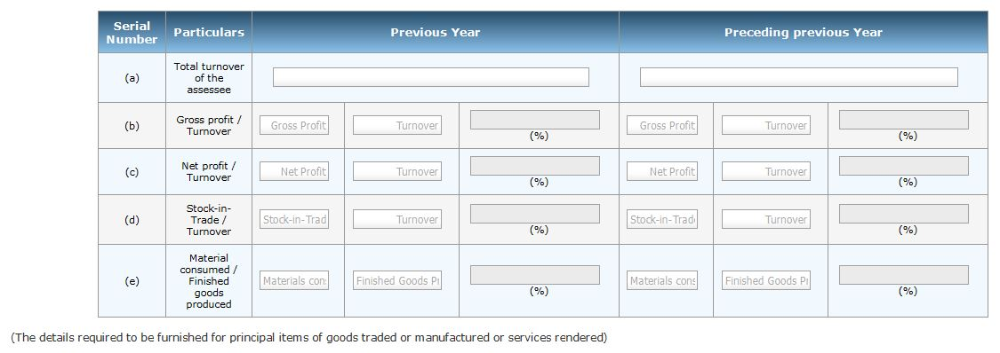 Serial Number Particulars Previous Year Preceding previous Year
(a) Total turnover of the assessee
(b) Gross profit / Turnover Gross Profit Turnover (%) Gross Profit Turnover (%)
(c) Net profit / Turnover Net Profit Turnover (%) Net Profit Turnover (%)
(d) Stock-in-Trade / Turnover Stock-in-Trad Turnover (%) Stock-in-Trad Turnover (%)
(e) Material consumed / Finished goods produced Materials con Finished Goods P (%) Materials cons Finished Goods P (%)
(The details required to be furnished for principal items of goods traded or manufactured or services rendered)